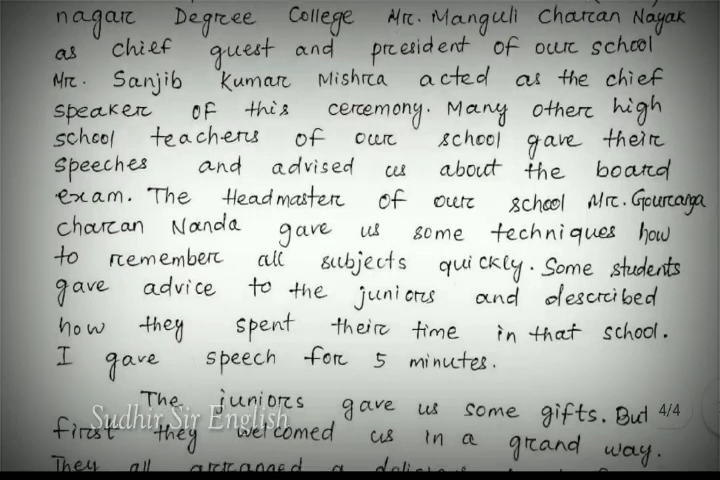 nagar Degree College Mr. Manguli Charan Nayak
as chief guest and president of our school
Mr. Sanjib Kumar Mishra acted as the chief
speaker of this ceremony. Many other high
school teachers of our school gave their
speeches and advised us about the board
exam. The Headmaster of our school Mr. Gouranga
Charan Nanda gave us some techniques how
to remember all subjects quickly. Some students
gave advice to the juniors and described
how they spent their time in that school.
I gave speech for 5 minutes.
The juniors gave us some gifts. But 4/4
Sudhir Sir English
first they welcomed us in a grand way.
They all arranged a